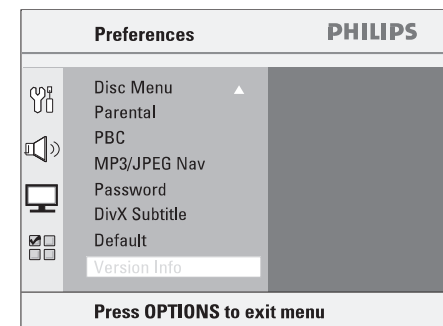 Preferences
PHILIPS
Disc Menu
Parental
PBC
MP3/JPEG Nav
Password
DivX Subtitle
Default
Version Info
Press OPTIONS to exit menu